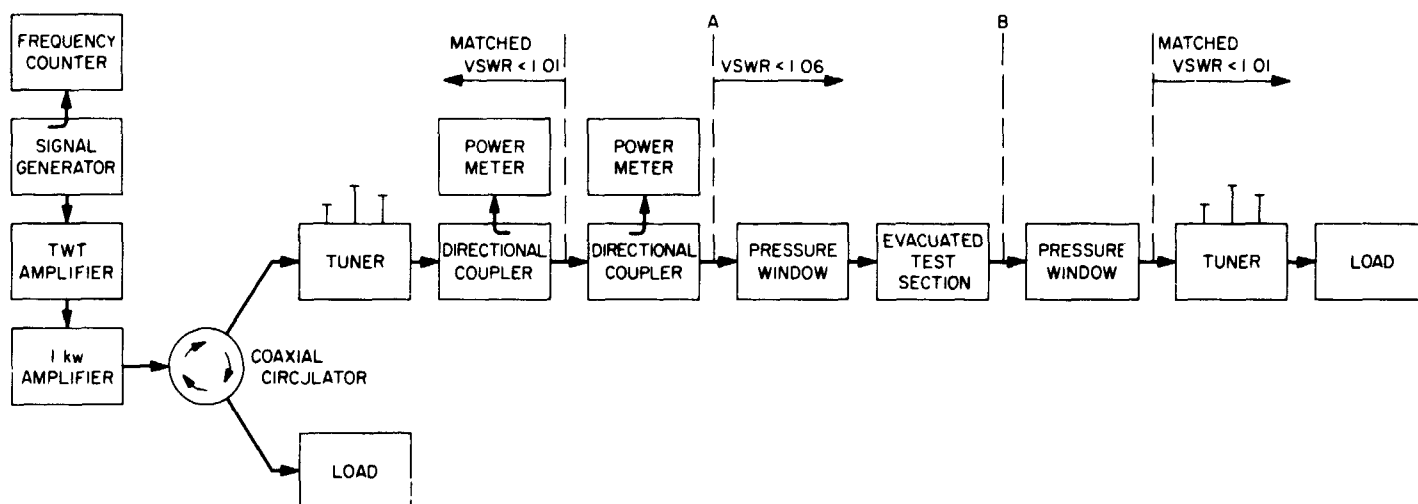 FREQUENCY
COUNTER
SIGNAL
GENERATOR
TWT
AMPLIFIER
1 kw
AMPLIFIER
COAXIAL
CIRCULATOR
LOAD
TUNER
MATCHED
VSWR < 1 01
POWER
METER
DIRECTIONAL
COUPLER
POWER
METER
DIRECTIONAL
COUPLER
A
VSWR < 1 06
PRESSURE
WINDOW
EVACUATED
TEST
SECTION
B
PRESSURE
WINDOW
MATCHED
VSWR < 1 01
TUNER
LOAD